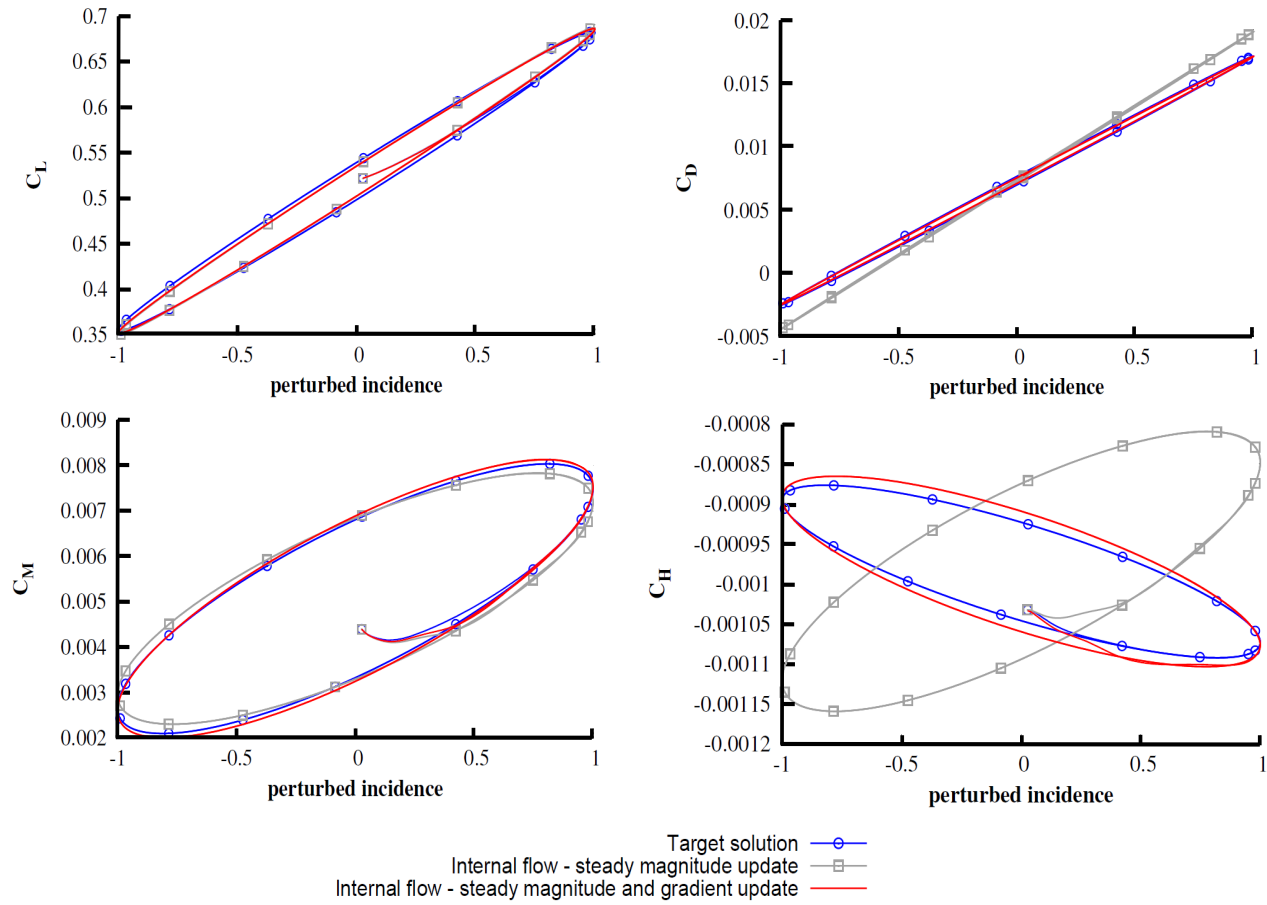 0.7
0.65
0.6
0.55
0.5
0.45
0.4
0.35
C_L
-1 -0.5 0 0.5 1
perturbed incidence
0.02
0.015
0.01
0.005
0
-0.005
C_D
-1 -0.5 0 0.5 1
perturbed incidence
0.009
0.008
0.007
0.006
0.005
0.004
0.003
0.002
C_M
-1 -0.5 0 0.5 1
perturbed incidence
-0.0008
-0.00085
-0.0009
-0.00095
-0.001
-0.00105
-0.0011
-0.00115
-0.0012
C_H
-1 -0.5 0 0.5 1
perturbed incidence
Target solution
Internal flow - steady magnitude update
Internal flow - steady magnitude and gradient update